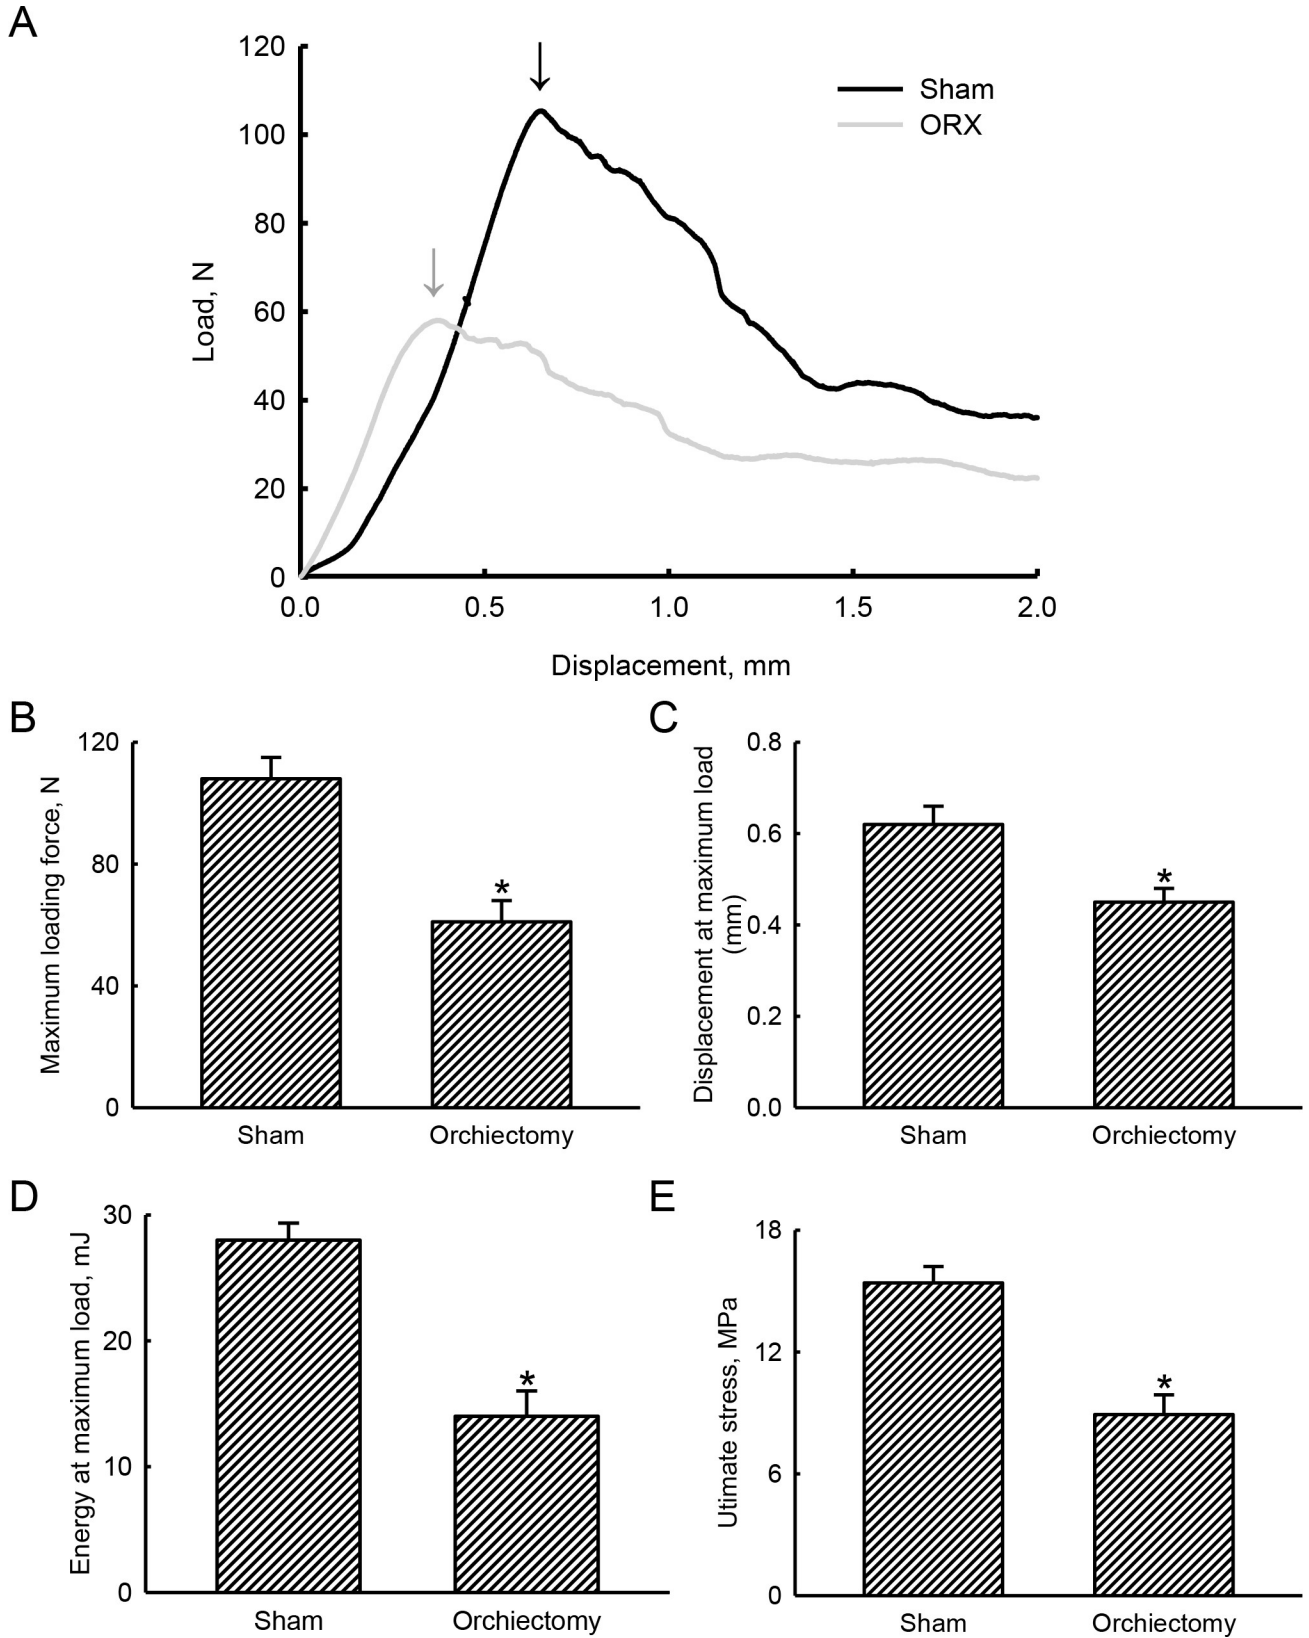 A
120
100
80
60
40
20
0
Load, N
Sham
ORX
0.0 0.5 1.0 1.5 2.0
Displacement, mm
B
120
80
40
0
Maximum loading force, N
*
Sham Orchiectomy
C
0.8
0.6
0.4
0.2
0.0
Displacement at maximum load
(mm)
*
Sham Orchiectomy
D
30
20
10
0
Energy at maximum load, mJ
*
Sham Orchiectomy
E
18
12
6
0
Utimate stress, MPa
*
Sham Orchiectomy